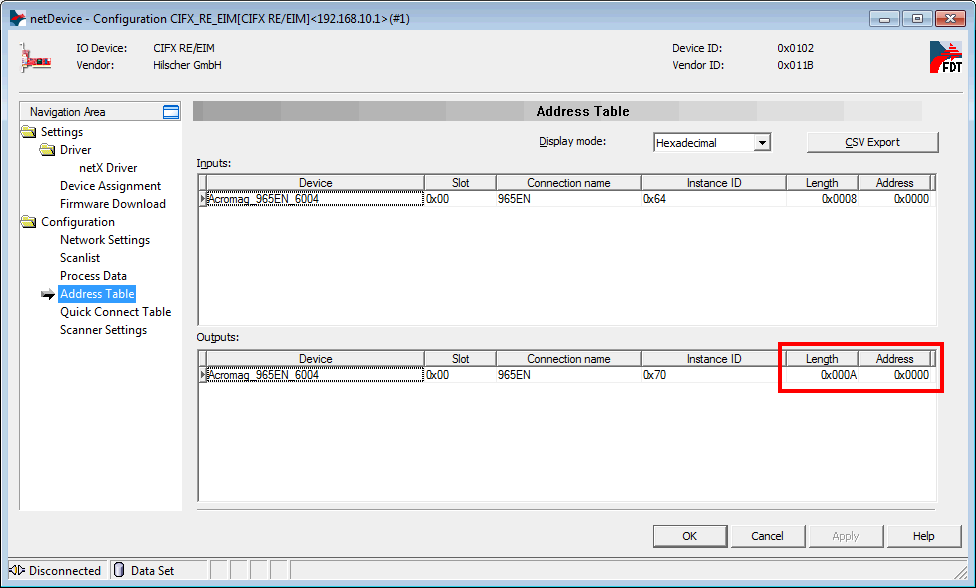 netDevice - Configuration CIFX_RE_EIM[CIFX RE/EIM]<192.168.10.1>(#1)
IO Device: CIFX RE/EIM Device ID: 0x0102
Vendor: Hilscher GmbH Vendor ID: 0x011B
FDT
Navigation Area
Settings
Driver
netX Driver
Device Assignment
Firmware Download
Configuration
Network Settings
Scanlist
Process Data
Address Table
Quick Connect Table
Scanner Settings
Address Table
Display mode: Hexadecimal CSV Export
Inputs:
Device Slot Connection name Instance ID Length Address
Acromag_965EN_6004 0x00 965EN 0x64 0x0008 0x0000
Outputs:
Device Slot Connection name Instance ID Length Address
Acromag_965EN_6004 0x00 965EN 0x70 0x000A 0x0000
OK Cancel Apply Help
Disconnected Data Set